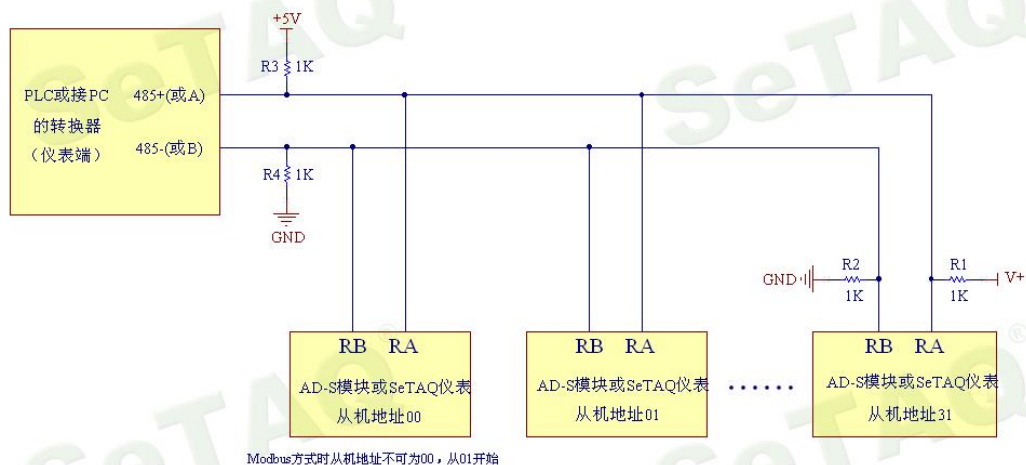 +5V
R3 1K
PLC或接PC
的转换器
(仪表端)
485+(或A)
485-(或B)
R4 1K
GND
GND
R2
1K
R1
1K
V+
RB RA
AD-S模块或SeTAQ仪表
从机地址00
RB RA
AD-S模块或SeTAQ仪表
从机地址01
......
RB RA
AD-S模块或SeTAQ仪表
从机地址31
Modbus方式时从机地址不可为00，从01开始
SeTAQ
SeTAQ
SeTAQ
SeTAQ
SeTAQ®